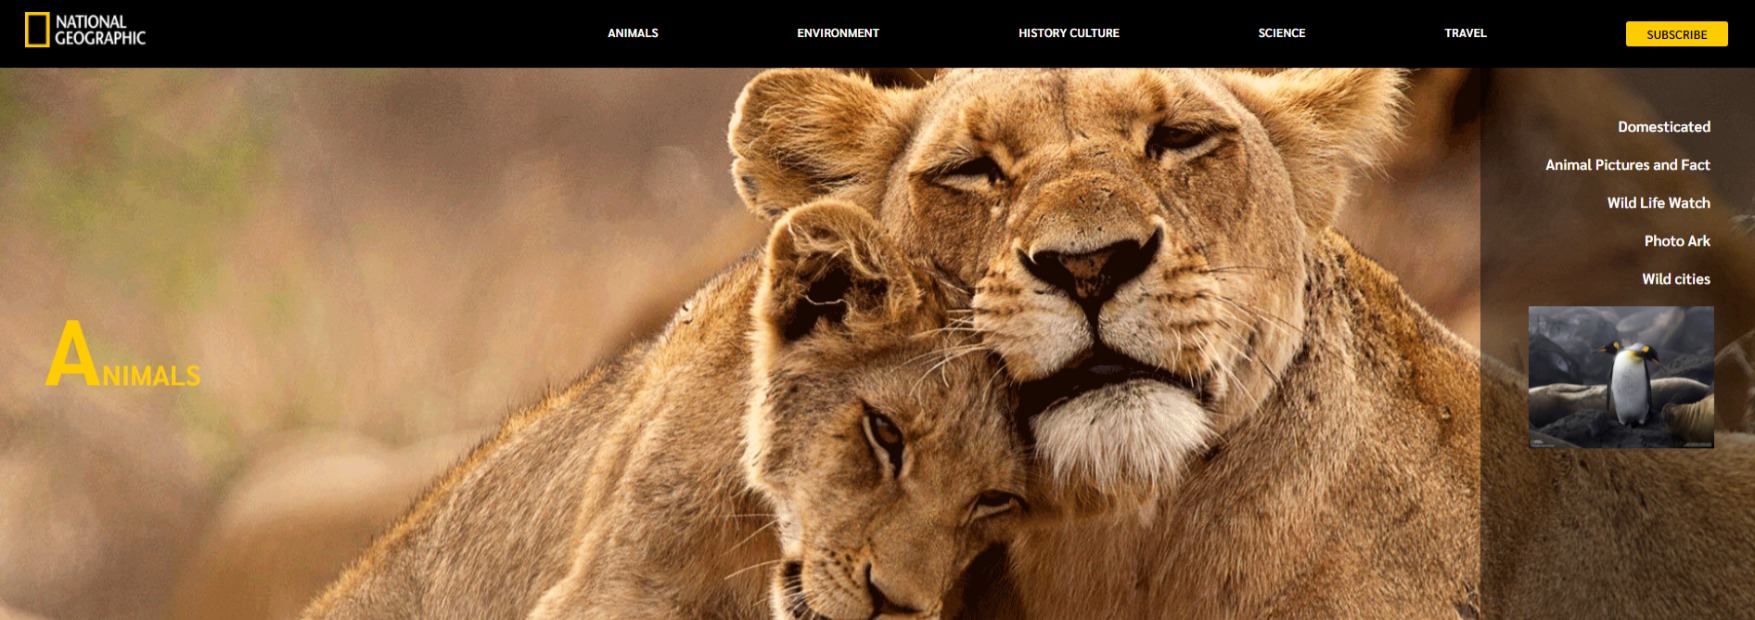 NATIONAL
GEOGRAPHIC
ANIMALS
ENVIRONMENT
HISTORY CULTURE
SCIENCE
TRAVEL
SUBSCRIBE
Domesticated
Animal Pictures and Fact
Wild Life Watch
Photo Ark
Wild cities
ANIMALS